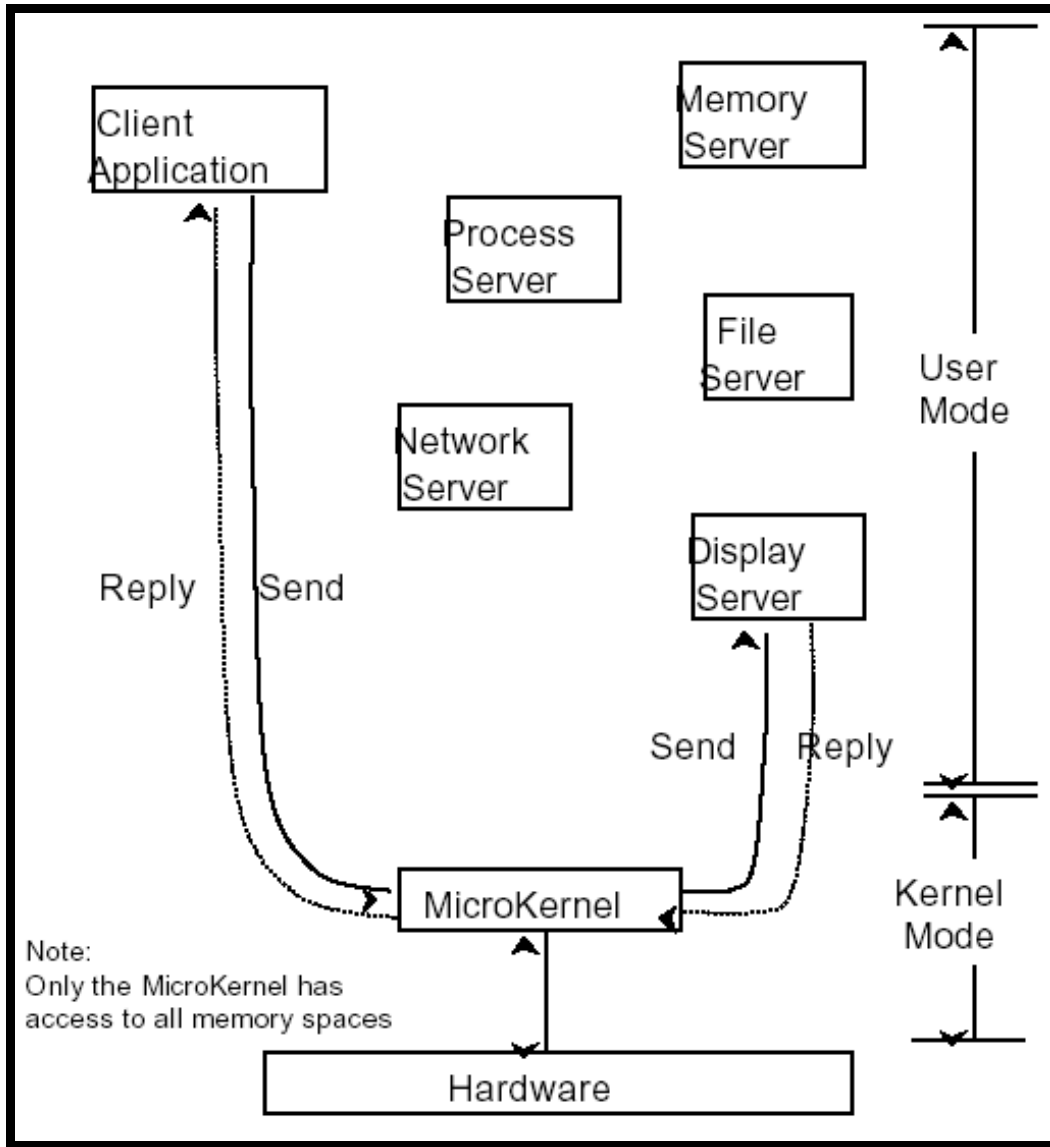 Client
Application
Memory
Server
Process
Server
File
Server
User
Mode
Network
Server
Display
Server
Reply
Send
Send
Reply
MicroKernel
Kernel
Mode
Note:
Only the MicroKernel has
access to all memory spaces
Hardware